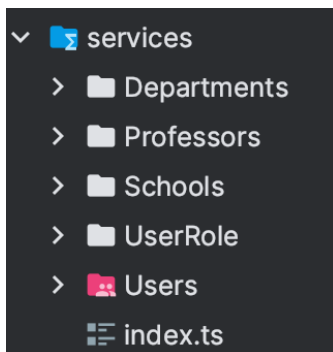 services
Departments
Professors
Schools
UserRole
Users
index.ts